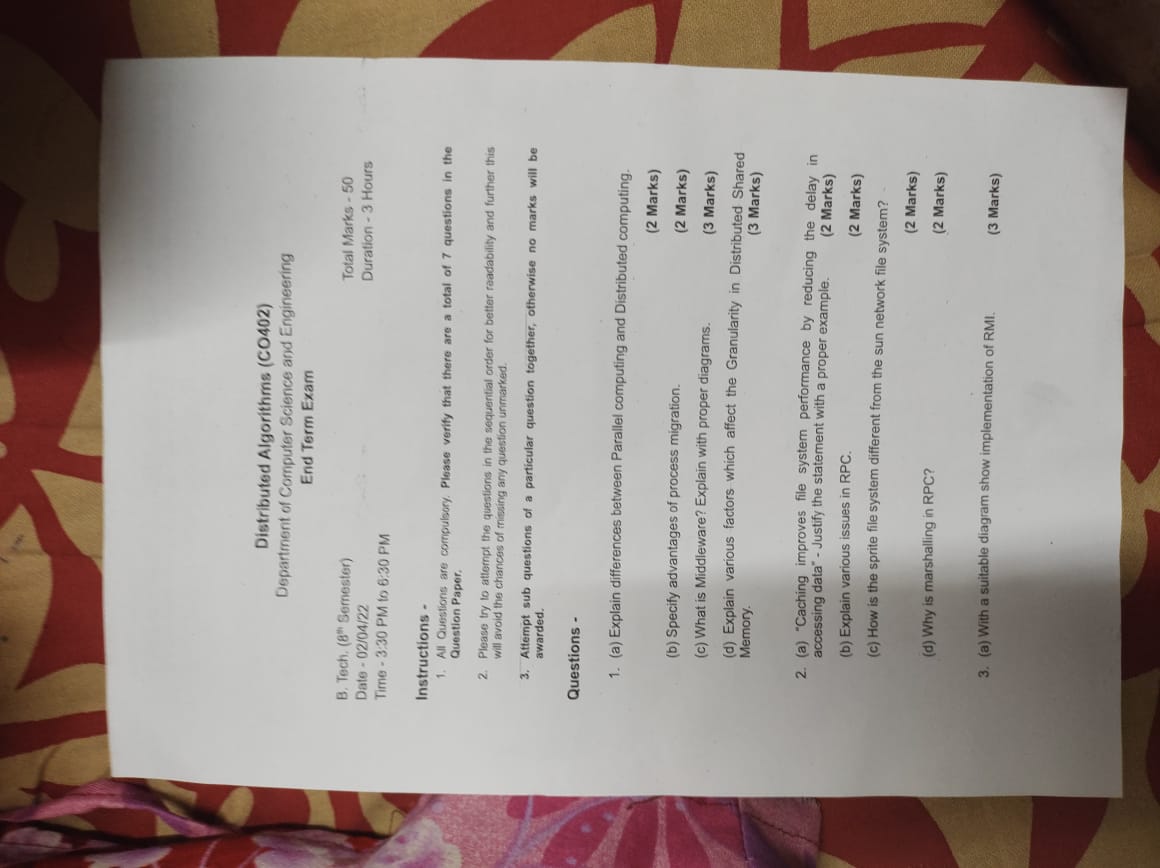 Distributed Algorithms (CO402)
Department of Computer Science and Engineering
End Term Exam
B. Tech. (8th Semester)
Date - 02/04/22
Time - 3:30 PM to 6:30 PM
Total Marks - 50
Duration - 3 Hours
Instructions -
1. All Questions are compulsory. Please verify that there are a total of 7 questions in the
Question Paper.
2. Please try to attempt the questions in the sequential order for better readability and further this
will avoid the chances of missing any question unmarked.
3. Attempt sub questions of a particular question together, otherwise no marks will be
awarded.
Questions -
1. (a) Explain differences between Parallel computing and Distributed computing.
(2 Marks)
(b) Specify advantages of process migration.
(2 Marks)
(c) What is Middleware? Explain with proper diagrams.
(3 Marks)
(d) Explain various factors which affect the Granularity in Distributed Shared
Memory.
(3 Marks)
2. (a) "Caching improves file system performance by reducing the delay in
accessing data" - Justify the statement with a proper example. (2 Marks)
(b) Explain various issues in RPC.
(2 Marks)
(c) How is the sprite file system different from the sun network file system?
(2 Marks)
(d) Why is marshalling in RPC?
(2 Marks)
3. (a) With a suitable diagram show implementation of RMI.
(3 Marks)